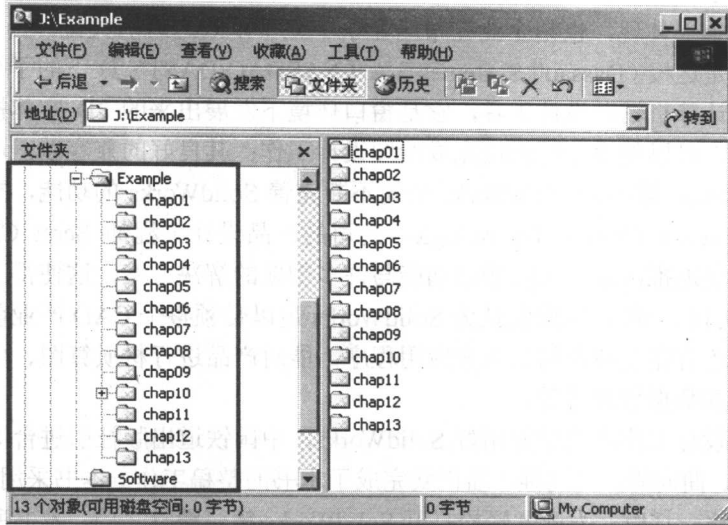 J:\Example
文件(F) 编辑(E) 查看(V) 收藏(A) 工具(T) 帮助(H)
后退 搜索 文件夹 历史
地址(D) J:\Example 转到
文件夹
Example
chap01
chap02
chap03
chap04
chap05
chap06
chap07
chap08
chap09
chap10
chap11
chap12
chap13
Software
chap01
chap02
chap03
chap04
chap05
chap06
chap07
chap08
chap09
chap10
chap11
chap12
chap13
13 个对象(可用磁盘空间: 0 字节) 0 字节 My Computer